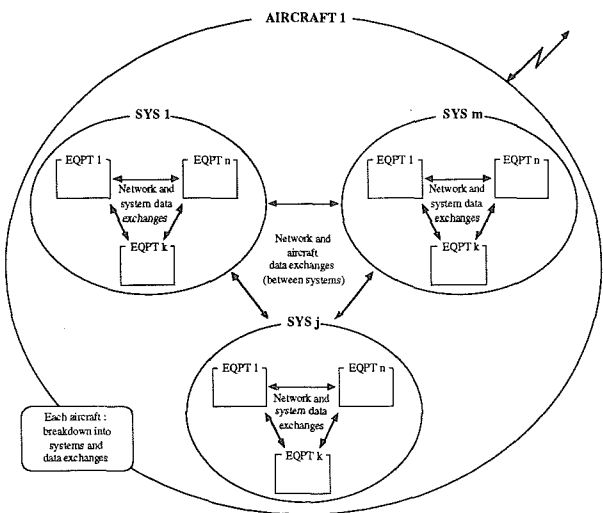 AIRCRAFT 1
SYS 1
SYS m
EQPT 1
EQPT n
Network and
system data
exchanges
EQPT k
EQPT 1
EQPT n
Network and
system data
exchanges
EQPT k
Network and
aircraft
data exchanges
(between systems)
SYS j
EQPT 1
EQPT n
Network and
system data
exchanges
EQPT k
Each aircraft :
breakdown into
systems and
data exchanges